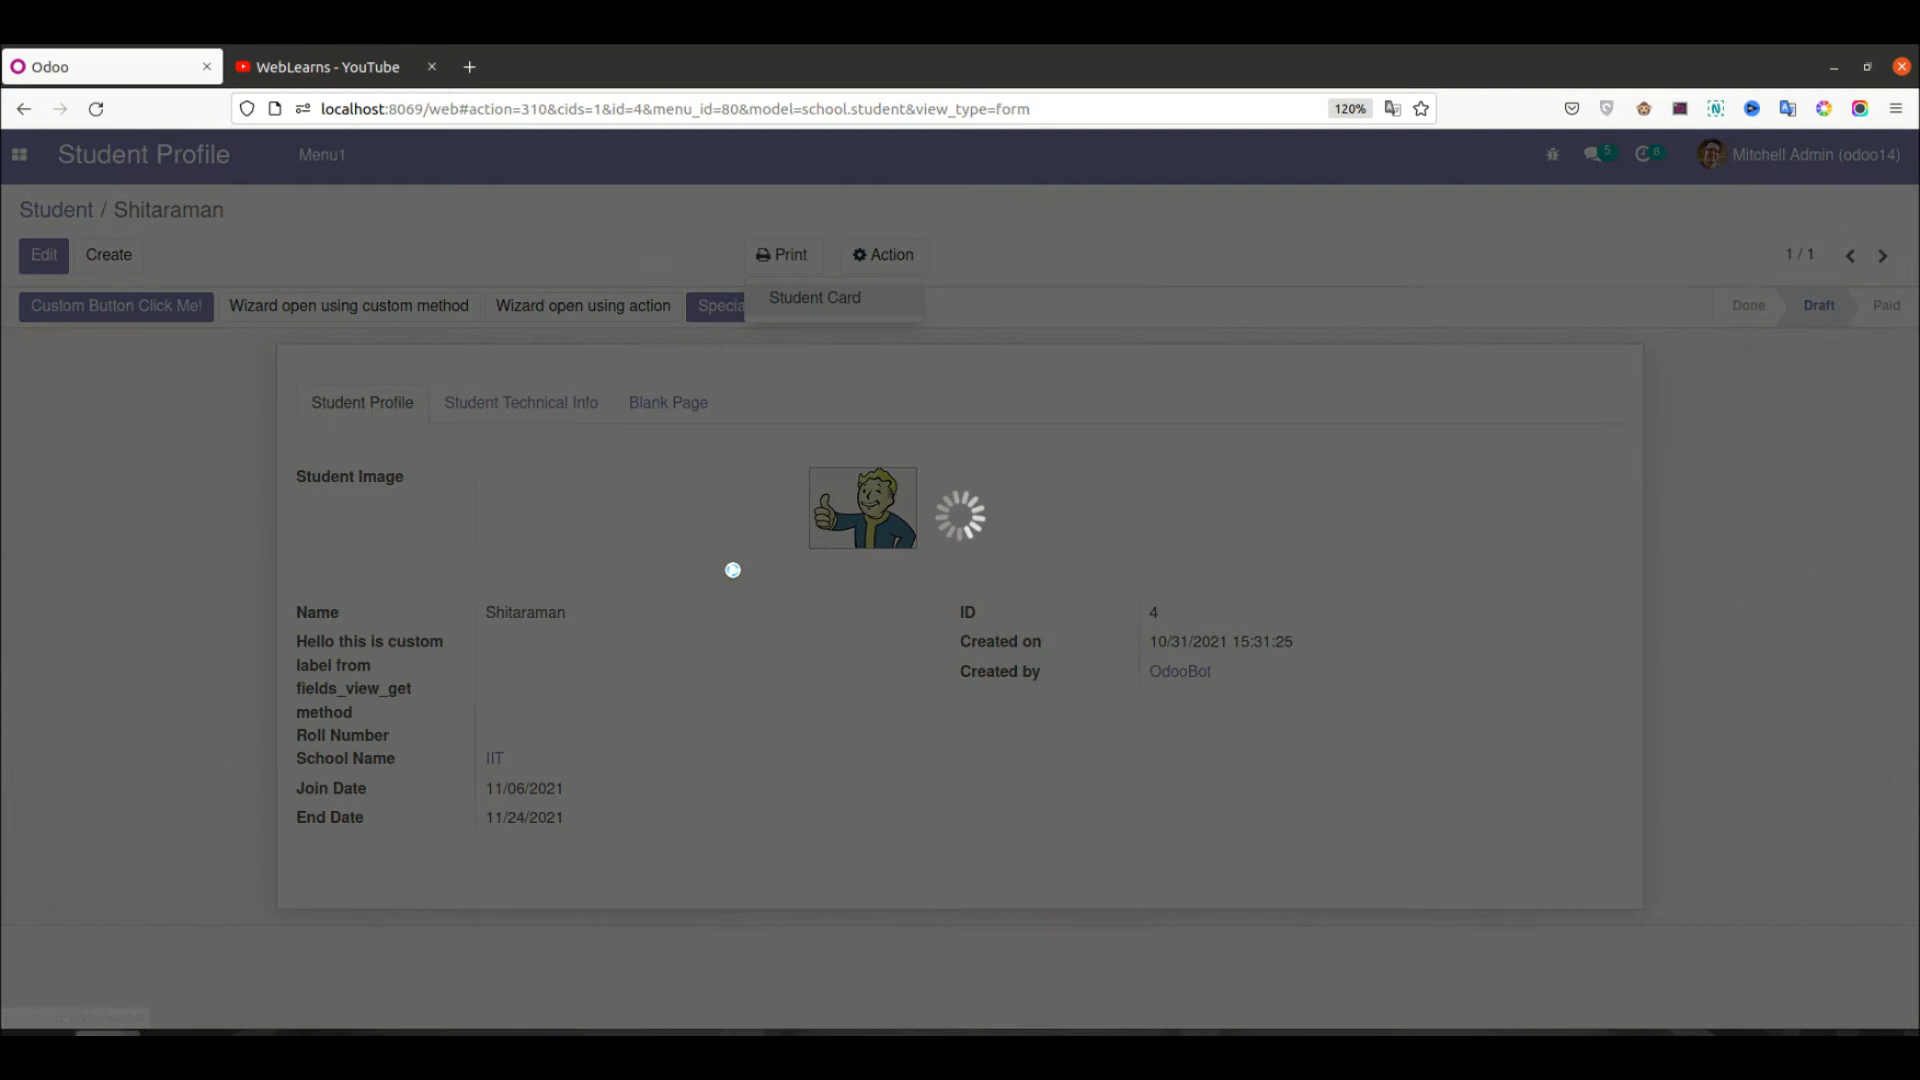 Odoo
WebLearns - YouTube
localhost:8069/web#action=310&cids=1&id=4&menu_id=80&model=school.student&view_type=form
120%
Student Profile
Menu1
5
8
Mitchell Admin (odoo14)
Student / Shitaraman
Edit
Create
Print
Action
1 / 1
Custom Button Click Me!
Wizard open using custom method
Wizard open using action
Specia
Student Card
Done
Draft
Paid
Student Profile
Student Technical Info
Blank Page
Student Image
Name
Shitaraman
Hello this is custom
label from
fields_view_get
method
Roll Number
School Name
IIT
Join Date
11/06/2021
End Date
11/24/2021
ID
4
Created on
10/31/2021 15:31:25
Created by
OdooBot